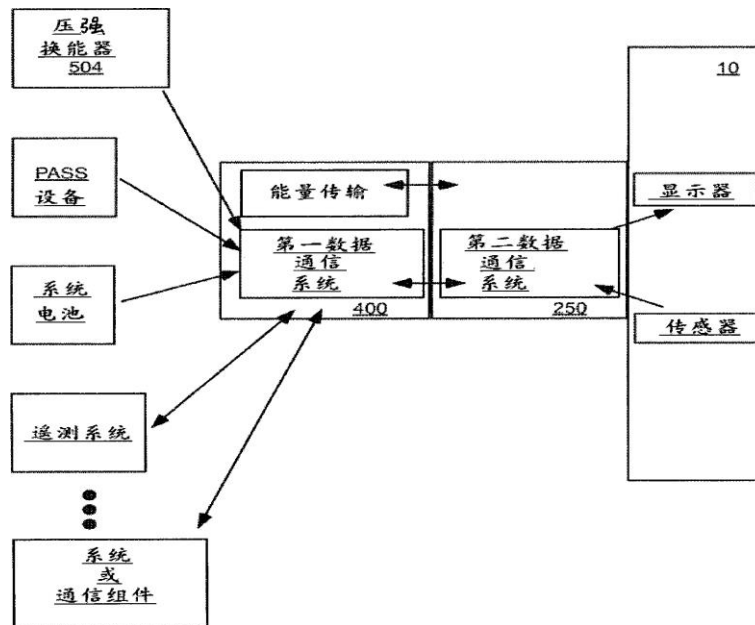 压强
换能器
504
PASS
设备
系统
电池
遥测系统
系统
或
通信组件
能量传输
第一数据
通信
系统
400
第二数据
通信
系统
250
10
显示器
传感器